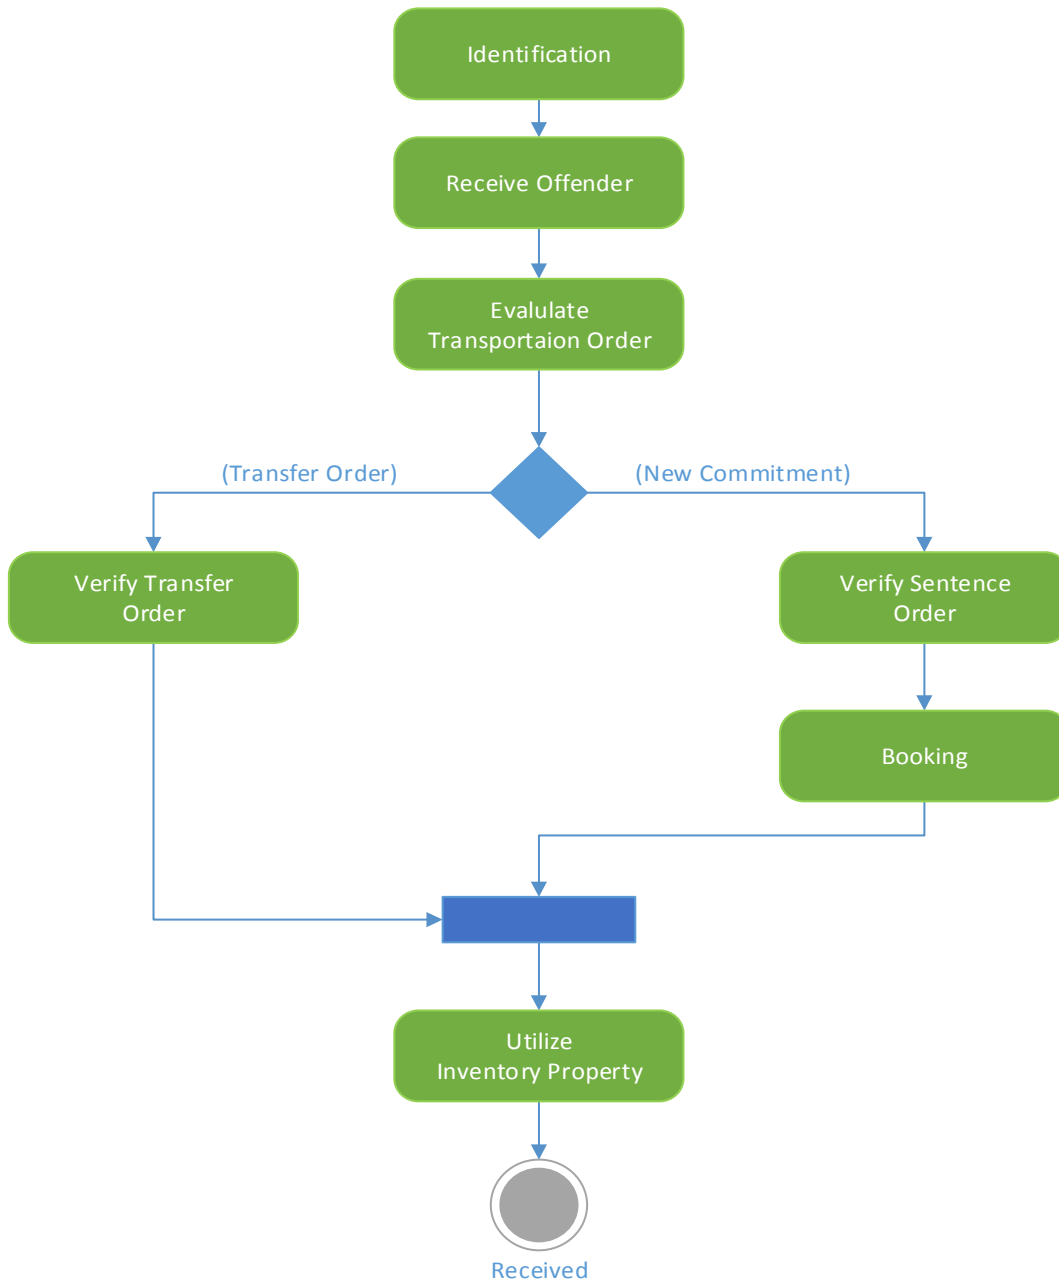 Identification
Receive Offender
Evalulate
Transportaion Order
(Transfer Order)
(New Commitment)
Verify Transfer
Order
Verify Sentence
Order
Booking
Utilize
Inventory Property
Received